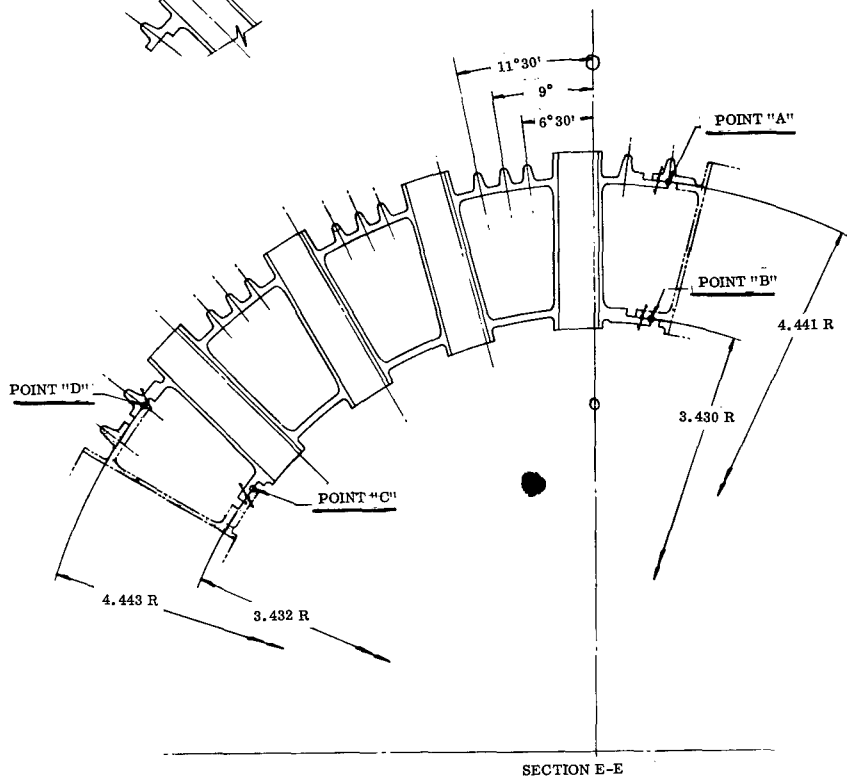 11°30'
9°
6°30'
POINT "A"
POINT "B"
4.441 R
3.430 R
POINT "D"
POINT "C"
4.443 R
3.432 R
SECTION E-E